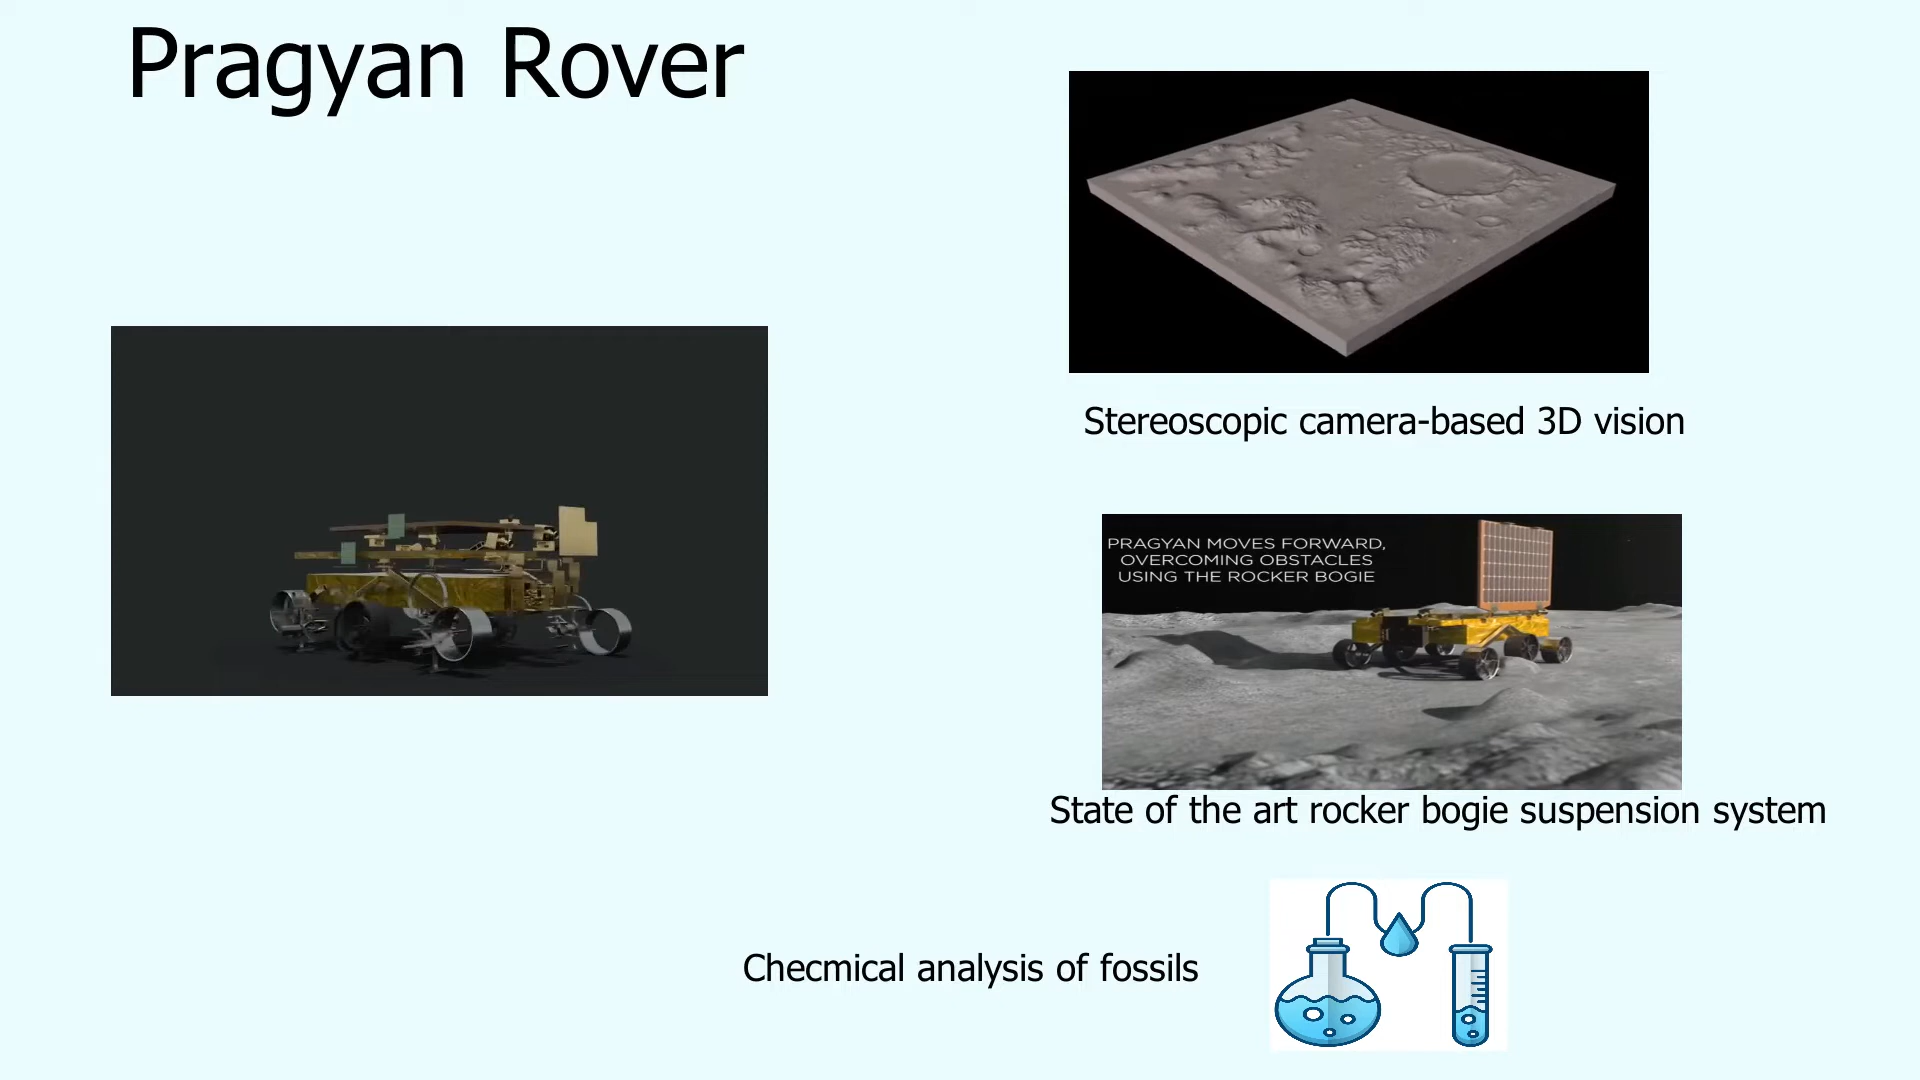 Pragyan Rover
Stereoscopic camera-based 3D vision
PRAGYAN MOVES FORWARD,
OVERCOMING OBSTACLES
USING THE ROCKER BOGIE
State of the art rocker bogie suspension system
Checmical analysis of fossils